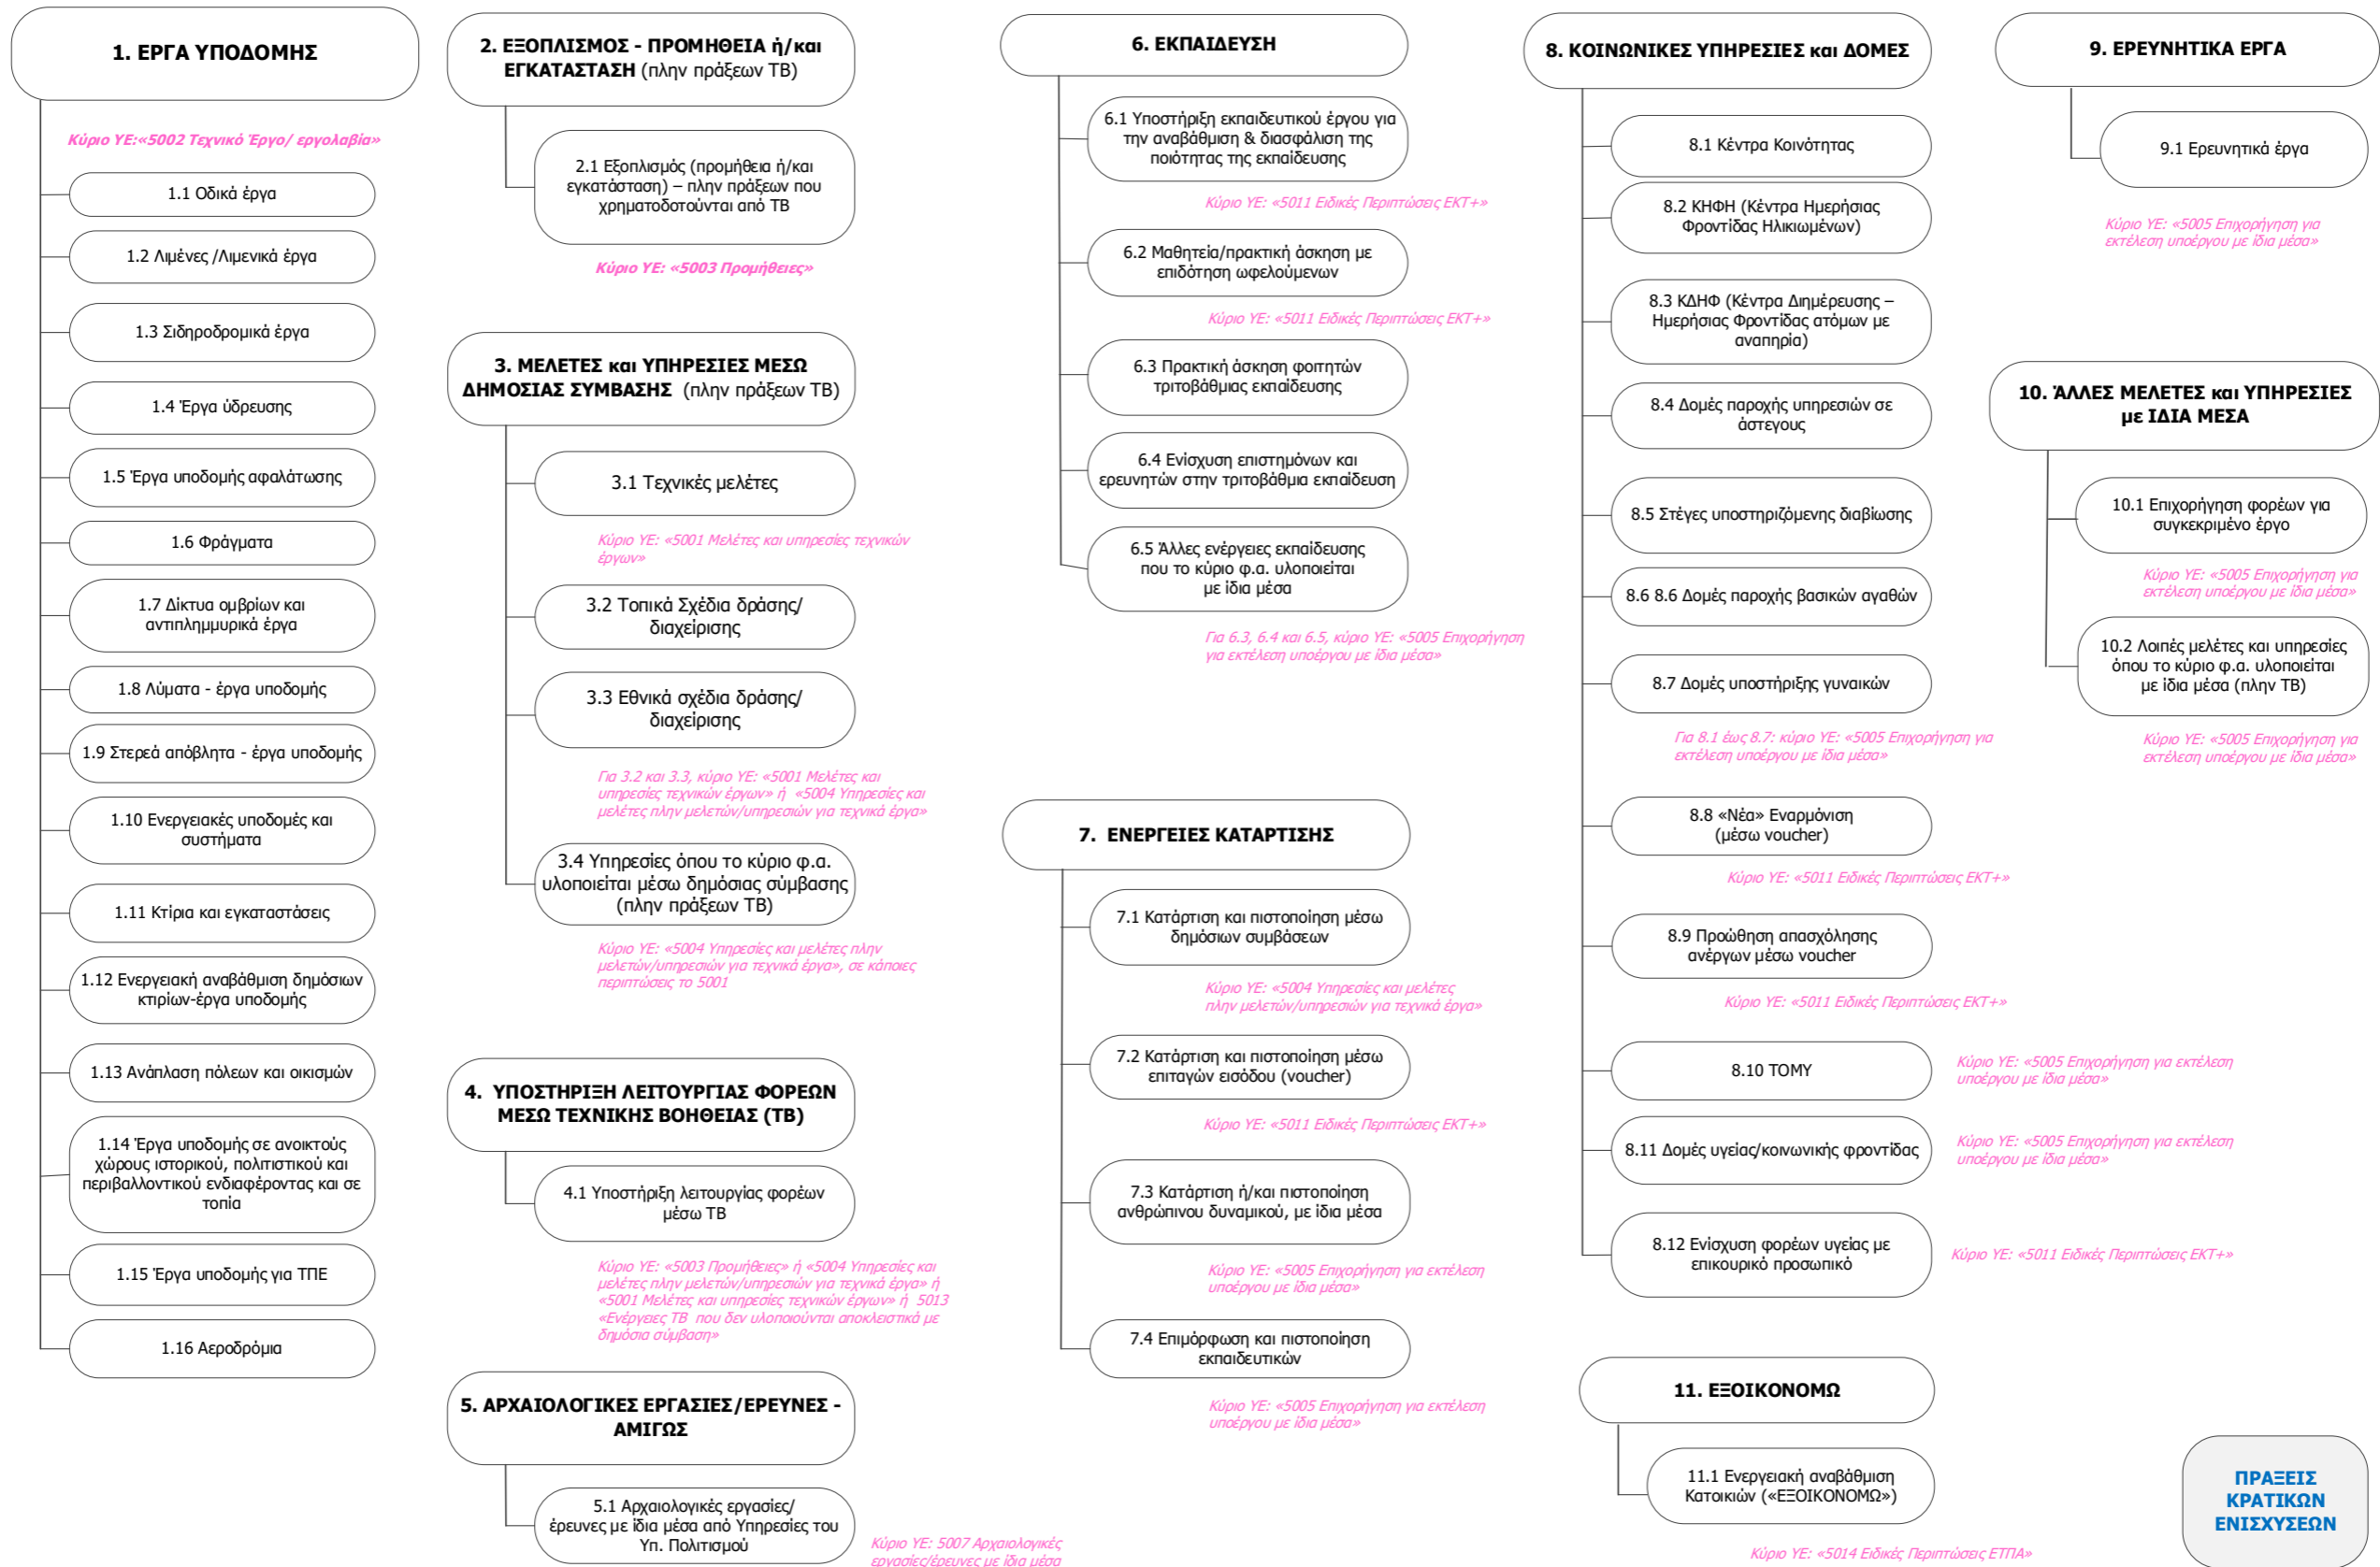 1. ΕΡΓΑ ΥΠΟΔΟΜΗΣ
Κύριο ΥΕ:«5002 Τεχνικό Έργο/ εργολαβία»
1.1 Οδικά έργα
1.2 Λιμένες /Λιμενικά έργα
1.3 Σιδηροδρομικά έργα
1.4 Έργα ύδρευσης
1.5 Έργα υποδομής αφαλάτωσης
1.6 Φράγματα
1.7 Δίκτυα ομβρίων και
αντιπλημμυρικά έργα
1.8 Λύματα - έργα υποδομής
1.9 Στερεά απόβλητα - έργα υποδομής
1.10 Ενεργειακές υποδομές και
συστήματα
1.11 Κτίρια και εγκαταστάσεις
1.12 Ενεργειακή αναβάθμιση δημόσιων
κτιρίων-έργα υποδομής
1.13 Ανάπλαση πόλεων και οικισμών
1.14 Έργα υποδομής σε ανοικτούς
χώρους ιστορικού, πολιτιστικού και
περιβαλλοντικού ενδιαφέροντας και σε
τοπία
1.15 Έργα υποδομής για ΤΠΕ
1.16 Αεροδρόμια
2. ΕΞΟΠΛΙΣΜΟΣ - ΠΡΟΜΗΘΕΙΑ ή/και
ΕΓΚΑΤΑΣΤΑΣΗ (πλην πράξεων ΤΒ)
2.1 Εξοπλισμός (προμήθεια ή/και
εγκατάσταση) – πλην πράξεων που
χρηματοδοτούνται από ΤΒ
Κύριο ΥΕ: «5003 Προμήθειες»
3. ΜΕΛΕΤΕΣ και ΥΠΗΡΕΣΙΕΣ ΜΕΣΩ
ΔΗΜΟΣΙΑΣ ΣΥΜΒΑΣΗΣ (πλην πράξεων ΤΒ)
3.1 Τεχνικές μελέτες
Κύριο ΥΕ: «5001 Μελέτες και υπηρεσίες τεχνικών
έργων»
3.2 Τοπικά Σχέδια δράσης/
διαχείρισης
3.3 Εθνικά σχέδια δράσης/
διαχείρισης
Για 3.2 και 3.3, κύριο ΥΕ: «5001 Μελέτες και
υπηρεσίες τεχνικών έργων» ή «5004 Υπηρεσίες και
μελέτες πλην μελετών/υπηρεσιών για τεχνικά έργα»
3.4 Υπηρεσίες όπου το κύριο φ.α.
υλοποιείται μέσω δημόσιας σύμβασης
(πλην πράξεων ΤΒ)
Κύριο ΥΕ: «5004 Υπηρεσίες και μελέτες πλην
μελετών/υπηρεσιών για τεχνικά έργα», σε κάποιες
περιπτώσεις το 5001
4. ΥΠΟΣΤΗΡΙΞΗ ΛΕΙΤΟΥΡΓΙΑΣ ΦΟΡΕΩΝ
ΜΕΣΩ ΤΕΧΝΙΚΗΣ ΒΟΗΘΕΙΑΣ (ΤΒ)
4.1 Υποστήριξη λειτουργίας φορέων
μέσω ΤΒ
Κύριο ΥΕ: «5003 Προμήθειες» ή «5004 Υπηρεσίες και
μελέτες πλην μελετών/υπηρεσιών για τεχνικά έργα» ή
«5001 Μελέτες και υπηρεσίες τεχνικών έργων» ή 5013
«Ενέργειες ΤΒ που δεν υλοποιούνται αποκλειστικά με
δημόσια σύμβαση»
5. ΑΡΧΑΙΟΛΟΓΙΚΕΣ ΕΡΓΑΣΙΕΣ/ΕΡΕΥΝΕΣ -
ΑΜΙΓΩΣ
5.1 Αρχαιολογικές εργασίες/
έρευνες με ίδια μέσα από Υπηρεσίες του
Υπ. Πολιτισμού
Κύριο ΥΕ: 5007 Αρχαιολογικές
εργασίες/έρευνες με ίδια μέσα
6. ΕΚΠΑΙΔΕΥΣΗ
6.1 Υποστήριξη εκπαιδευτικού έργου για
την αναβάθμιση & διασφάλιση της
ποιότητας της εκπαίδευσης
Κύριο ΥΕ: «5011 Ειδικές Περιπτώσεις ΕΚΤ+»
6.2 Μαθητεία/πρακτική άσκηση με
επιδότηση ωφελούμενων
Κύριο ΥΕ: «5011 Ειδικές Περιπτώσεις ΕΚΤ+»
6.3 Πρακτική άσκηση φοιτητών
τριτοβάθμιας εκπαίδευσης
6.4 Ενίσχυση επιστημόνων και
ερευνητών στην τριτοβάθμια εκπαίδευση
6.5 Άλλες ενέργειες εκπαίδευσης
που το κύριο φ.α. υλοποιείται
με ίδια μέσα
Για 6.3, 6.4 και 6.5, κύριο ΥΕ: «5005 Επιχορήγηση
για εκτέλεση υποέργου με ίδια μέσα»
7. ΕΝΕΡΓΕΙΕΣ ΚΑΤΑΡΤΙΣΗΣ
7.1 Κατάρτιση και πιστοποίηση μέσω
δημόσιων συμβάσεων
Κύριο ΥΕ: «5004 Υπηρεσίες και μελέτες
πλην μελετών/υπηρεσιών για τεχνικά έργα»
7.2 Κατάρτιση και πιστοποίηση μέσω
επιταγών εισόδου (voucher)
Κύριο ΥΕ: «5011 Ειδικές Περιπτώσεις ΕΚΤ+»
7.3 Κατάρτιση ή/και πιστοποίηση
ανθρώπινου δυναμικού, με ίδια μέσα
Κύριο ΥΕ: «5005 Επιχορήγηση για εκτέλεση
υποέργου με ίδια μέσα»
7.4 Επιμόρφωση και πιστοποίηση
εκπαιδευτικών
Κύριο ΥΕ: «5005 Επιχορήγηση για εκτέλεση
υποέργου με ίδια μέσα»
8. ΚΟΙΝΩΝΙΚΕΣ ΥΠΗΡΕΣΙΕΣ και ΔΟΜΕΣ
8.1 Κέντρα Κοινότητας
8.2 ΚΗΦΗ (Κέντρα Ημερήσιας
Φροντίδας Ηλικιωμένων)
8.3 ΚΔΗΦ (Κέντρα Διημέρευσης –
Ημερήσιας Φροντίδας ατόμων με
αναπηρία)
8.4 Δομές παροχής υπηρεσιών σε
άστεγους
8.5 Στέγες υποστηριζόμενης διαβίωσης
8.6 8.6 Δομές παροχής βασικών αγαθών
8.7 Δομές υποστήριξης γυναικών
Για 8.1 έως 8.7: κύριο ΥΕ: «5005 Επιχορήγηση για
εκτέλεση υποέργου με ίδια μέσα»
8.8 «Νέα» Εναρμόνιση
(μέσω voucher)
Κύριο ΥΕ: «5011 Ειδικές Περιπτώσεις ΕΚΤ+»
8.9 Προώθηση απασχόλησης
ανέργων μέσω voucher
Κύριο ΥΕ: «5011 Ειδικές Περιπτώσεις ΕΚΤ+»
8.10 ΤΟΜΥ
Κύριο ΥΕ: «5005 Επιχορήγηση για εκτέλεση
υποέργου με ίδια μέσα»
8.11 Δομές υγείας/κοινωνικής φροντίδας
Κύριο ΥΕ: «5005 Επιχορήγηση για εκτέλεση
υποέργου με ίδια μέσα»
8.12 Ενίσχυση φορέων υγείας με
επικουρικό προσωπικό
Κύριο ΥΕ: «5011 Ειδικές Περιπτώσεις ΕΚΤ+»
9. ΕΡΕΥΝΗΤΙΚΑ ΕΡΓΑ
9.1 Ερευνητικά έργα
Κύριο ΥΕ: «5005 Επιχορήγηση για
εκτέλεση υποέργου με ίδια μέσα»
10. ΆΛΛΕΣ ΜΕΛΕΤΕΣ και ΥΠΗΡΕΣΙΕΣ
με ΙΔΙΑ ΜΕΣΑ
10.1 Επιχορήγηση φορέων για
συγκεκριμένο έργο
Κύριο ΥΕ: «5005 Επιχορήγηση για
εκτέλεση υποέργου με ίδια μέσα»
10.2 Λοιπές μελέτες και υπηρεσίες
όπου το κύριο φ.α. υλοποιείται
με ίδια μέσα (πλην ΤΒ)
Κύριο ΥΕ: «5005 Επιχορήγηση για
εκτέλεση υποέργου με ίδια μέσα»
11. ΕΞΟΙΚΟΝΟΜΩ
11.1 Ενεργειακή αναβάθμιση
Κατοικιών («ΕΞΟΙΚΟΝΟΜΩ»)
Κύριο ΥΕ: «5014 Ειδικές Περιπτώσεις ΕΤΠΑ»
ΠΡΑΞΕΙΣ
ΚΡΑΤΙΚΩΝ
ΕΝΙΣΧΥΣΕΩΝ